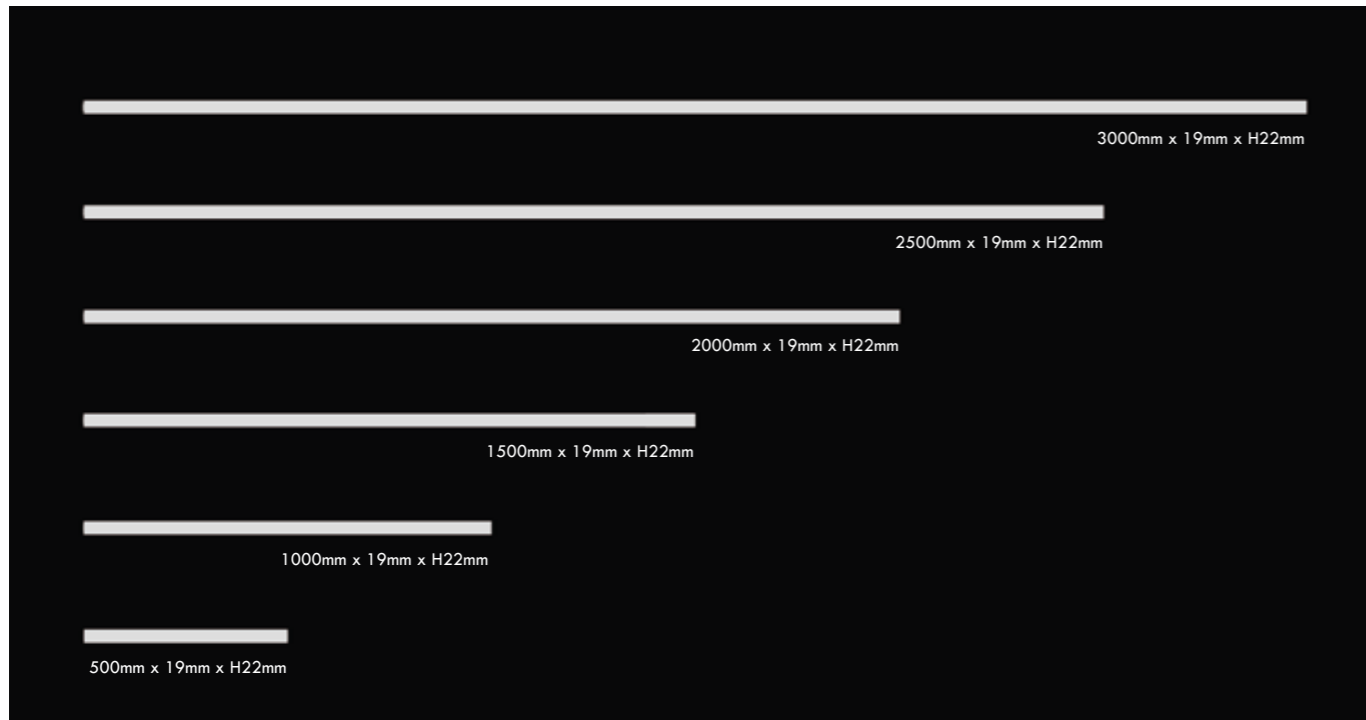 3000mm x 19mm x H22mm
2500mm x 19mm x H22mm
2000mm x 19mm x H22mm
1500mm x 19mm x H22mm
1000mm x 19mm x H22mm
500mm x 19mm x H22mm